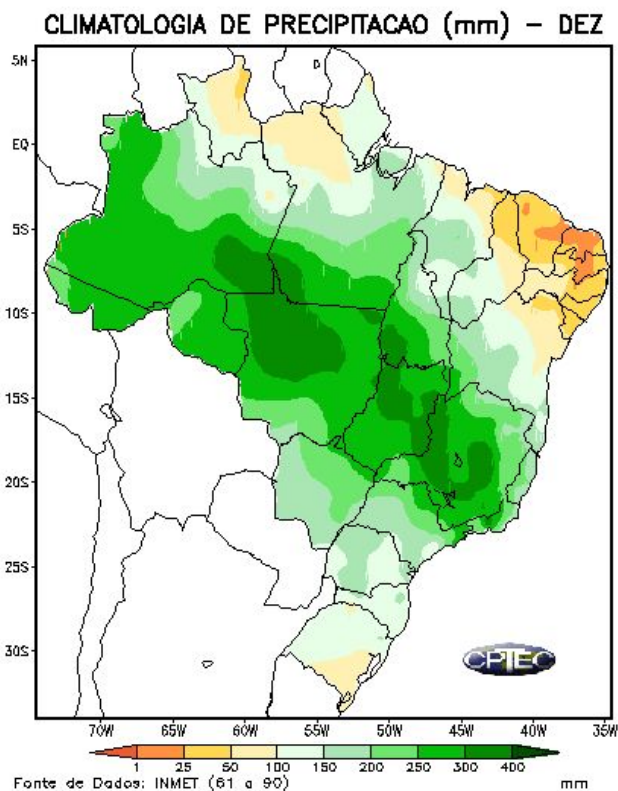 CLIMATOLOGIA DE PRECIPITACAO (mm) – DEZ
5N
EQ
5S
10S
15S
20S
25S
30S
CPTEC
70W 65W 60W 55W 50W 45W 40W 35W
1 25 50 100 150 200 250 300 400
Fonte de Dados: INMET (61 a 90) mm